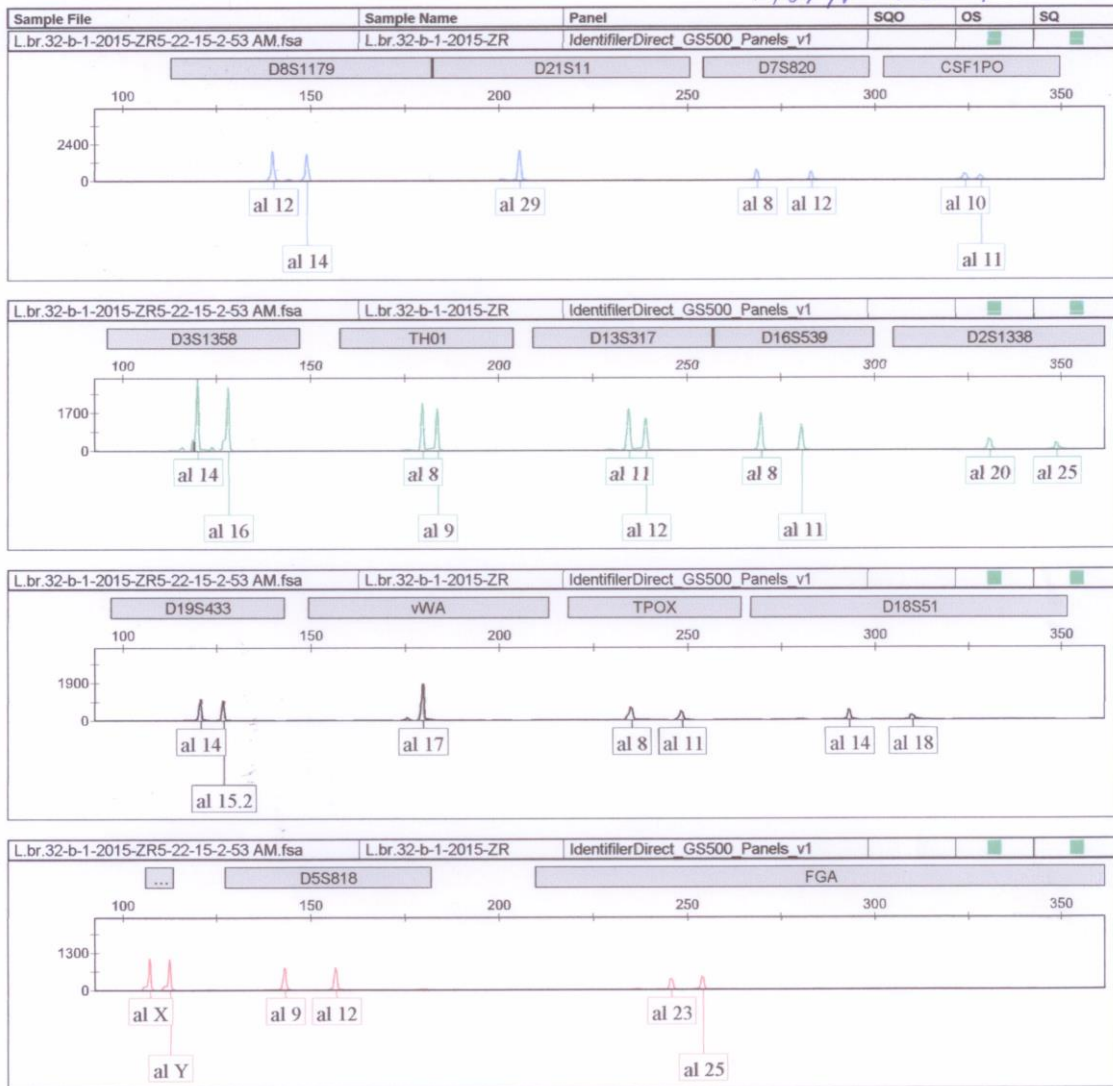 Sample File Sample Name Panel SQO OS SQ
L.br.32-b-1-2015-ZR5-22-15-2-53 AM.fsa L.br.32-b-1-2015-ZR IdentifilerDirect_GS500_Panels_v1
D8S1179 D21S11 D7S820 CSF1PO
100 150 200 250 300 350
2400
0
al 12 al 29 al 8 al 12 al 10
al 14 al 11
L.br.32-b-1-2015-ZR5-22-15-2-53 AM.fsa L.br.32-b-1-2015-ZR IdentifilerDirect_GS500_Panels_v1
D3S1358 TH01 D13S317 D16S539 D2S1338
100 150 200 250 300 350
1700
0
al 14 al 8 al 11 al 8 al 20 al 25
al 16 al 9 al 12 al 11
L.br.32-b-1-2015-ZR5-22-15-2-53 AM.fsa L.br.32-b-1-2015-ZR IdentifilerDirect_GS500_Panels_v1
D19S433 vWA TPOX D18S51
100 150 200 250 300 350
1900
0
al 14 al 17 al 8 al 11 al 14 al 18
al 15.2
L.br.32-b-1-2015-ZR5-22-15-2-53 AM.fsa L.br.32-b-1-2015-ZR IdentifilerDirect_GS500_Panels_v1
... D5S818 FGA
100 150 200 250 300 350
1300
0
al X al 9 al 12 al 23
al Y al 25